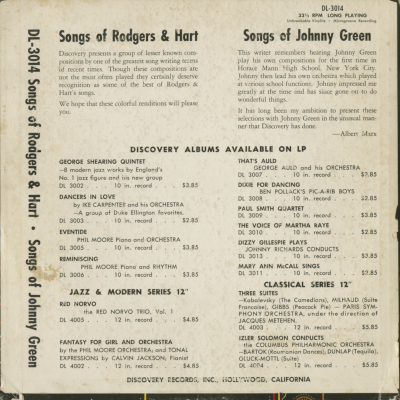 DL-3014
33⅓ RPM LONG PLAYING
Unbreakable Vinylite - Microgroove Recording
DL-3014 Songs of Rodgers & Hart • Songs of Johnny Green
Songs of Rodgers & Hart
Discovery presents a group of lesser known com-
positions by one of the greatest song writing teams
of recent times. Though these compositions are
not the most often played they certainly deserve
recognition as some of the best of Rodgers &
Hart's songs.
We hope that these colorful renditions will please
you.
Songs of Johnny Green
This writer remembers hearing Johnny Green
play his own compositions for the first time in
Horace Mann High School, New York City.
Johnny then lead his own orchestra which played
at various school functions. Johnny impressed me
greatly at the time and has since gone on to do
wonderful things.
It has long been my ambition to present these
selections with Johnny Green in the unusual man-
ner that Discovery has done.
—Albert Marx
DISCOVERY ALBUMS AVAILABLE ON LP
GEORGE SHEARING QUINTET
—8 modern jazz works by England's
No. 1 jazz figure and his new group
DL 3002 . . . 10 in. record . . . $3.85
DANCERS IN LOVE
by IKE CARPENTER and his ORCHESTRA
—A group of Duke Ellington favorites.
DL 3003 . . . 10 in. record . . . $2.85
EVENTIDE
PHIL MOORE Piano and ORCHESTRA
DL 3005 . . . 10 in. record . . . $3.85
REMINISCING
PHIL MOORE Piano and RHYTHM
DL 3006 . . . 10 in. record . . . $3.85
JAZZ & MODERN SERIES 12"
RED NORVO
the RED NORVO TRIO, Vol. 1
DL 4005 . . . 12 in. record . . . $4.85
FANTASY FOR GIRL AND ORCHESTRA
by the PHIL MOORE ORCHESTRA; and TONAL
EXPRESSIONS by CALVIN JACKSON; Pianist
DL 4002 . . . 12 in. record . . . $4.85
THAT'S AULD
GEORGE AULD and his ORCHESTRA
DL 3007 . . . 10 in. record . . . $2.85
DIXIE FOR DANCING
BEN POLLACK'S PIC-A-RIB BOYS
DL 3008 . . . 10 in. record . . . $2.85
PAUL SMITH QUARTET
DL 3009 . . . 10 in. record . . . $3.85
THE VOICE OF MARTHA RAYE
DL 3010 . . . 10 in. record . . . $2.85
DIZZY GILLESPIE PLAYS
JOHNNY RICHARDS CONDUCTS
DL 3013 . . . 10 in. record . . . $3.85
MARY ANN McCALL SINGS
DL 3011 . . . 10 in. record . . . $2.85
CLASSICAL SERIES 12"
THREE SUITES
—Kabalevsky (The Comedians), MILHAUD (Suite
Francaise), GIBBS (Peacock Pie) — PARIS SYM-
PHONY ORCHESTRA, under the direction of
JACQUES METEHEN.
DL 4003 . . . 12 in. record . . . $5.85
IZLER SOLOMON CONDUCTS
the COLUMBUS PHILHARMONIC ORCHESTRA
—BARTOK (Roumanian Dances), DUNLAP (Tequila),
GLUCK-MOTTL (Suite)
DL 4004 . . . 12 in. record . . . $5.85
DISCOVERY RECORDS, INC., HOLLYWOOD, CALIFORNIA